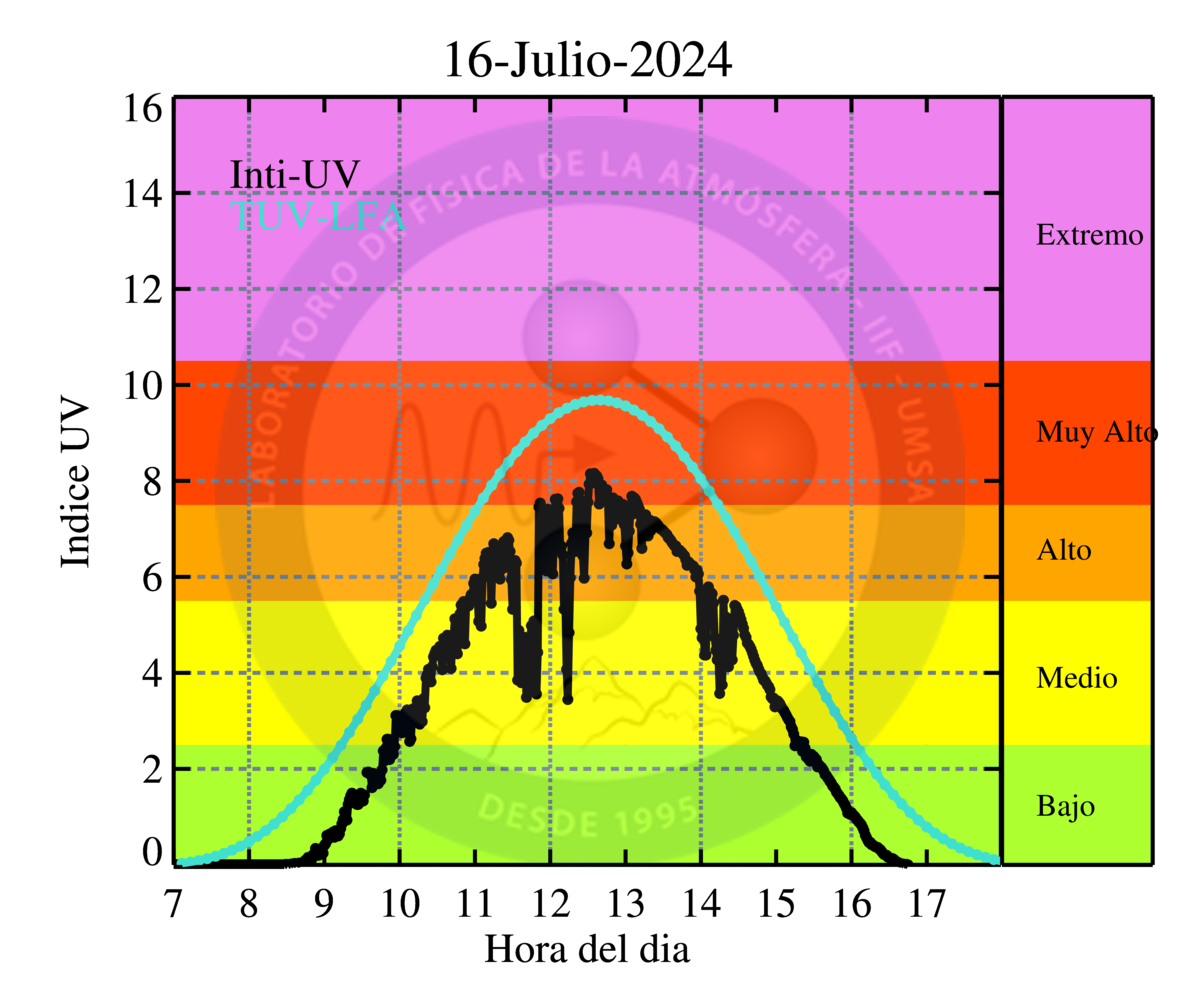 16-Julio-2024
Indice UV
16
14
12
10
8
6
4
2
0
Inti-UV
TUV-LFA
LABORATORIO DE FÍSICA DE LA ATMÓSFERA - IIF - UMSA
DESDE 1995
Extremo
Muy Alto
Alto
Medio
Bajo
7 8 9 10 11 12 13 14 15 16 17
Hora del dia